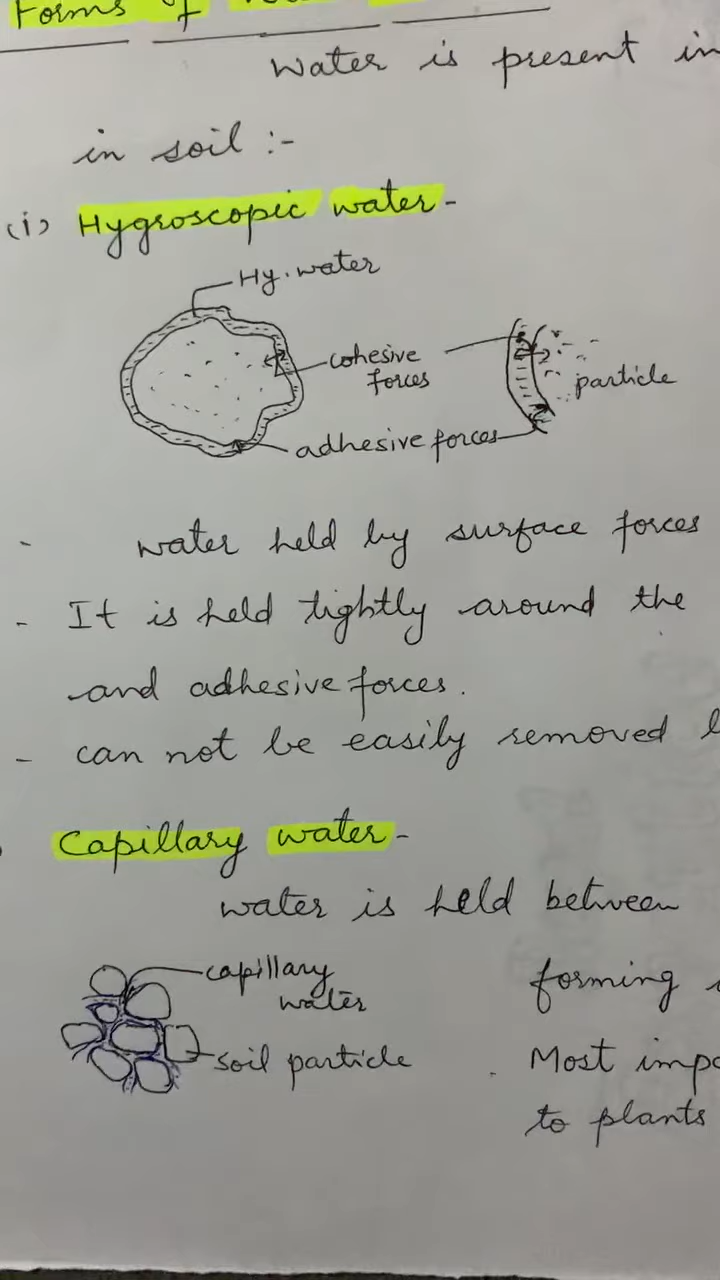 Forms of
Water is present in
in soil :-
(i) Hygroscopic water -
Hy. water
cohesive
forces
particle
adhesive forces
- water held by surface forces
- It is held tightly around the
and adhesive forces.
- can not be easily removed
Capillary water -
water is held between
capillary
water
forming
soil particle
. Most
to plants